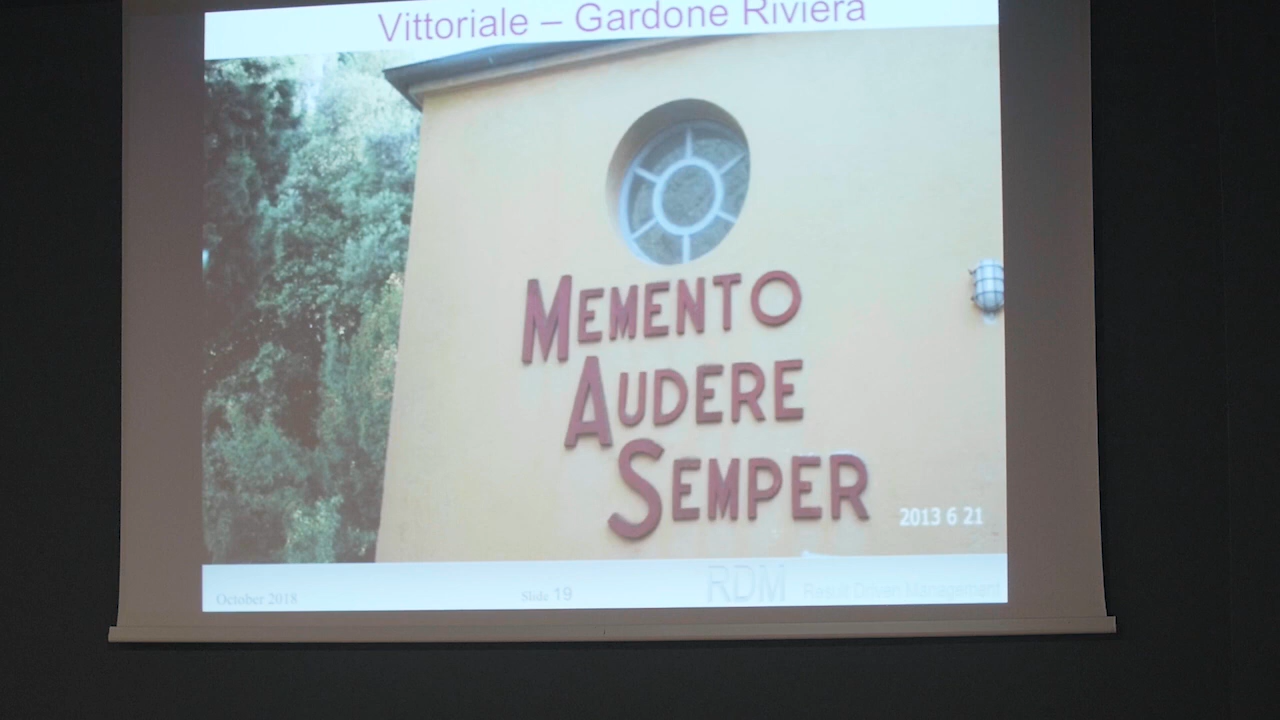 Vittoriale – Gardone Riviera
MEMENTO
AUDERE
SEMPER
2013 6 21
October 2018
Slide 19
RDM Result Driven Management